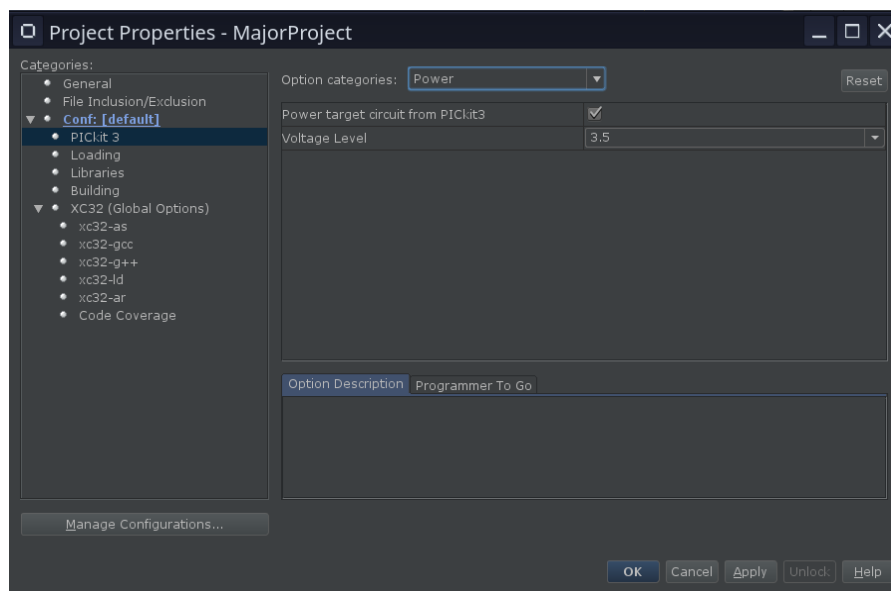 Project Properties - MajorProject
Categories:
General
File Inclusion/Exclusion
Conf: [default]
PICkit 3
Loading
Libraries
Building
XC32 (Global Options)
xc32-as
xc32-gcc
xc32-g++
xc32-ld
xc32-ar
Code Coverage
Manage Configurations...
Option categories: Power
Reset
Power target circuit from PICkit3
Voltage Level 3.5
Option Description Programmer To Go
OK Cancel Apply Unlock Help